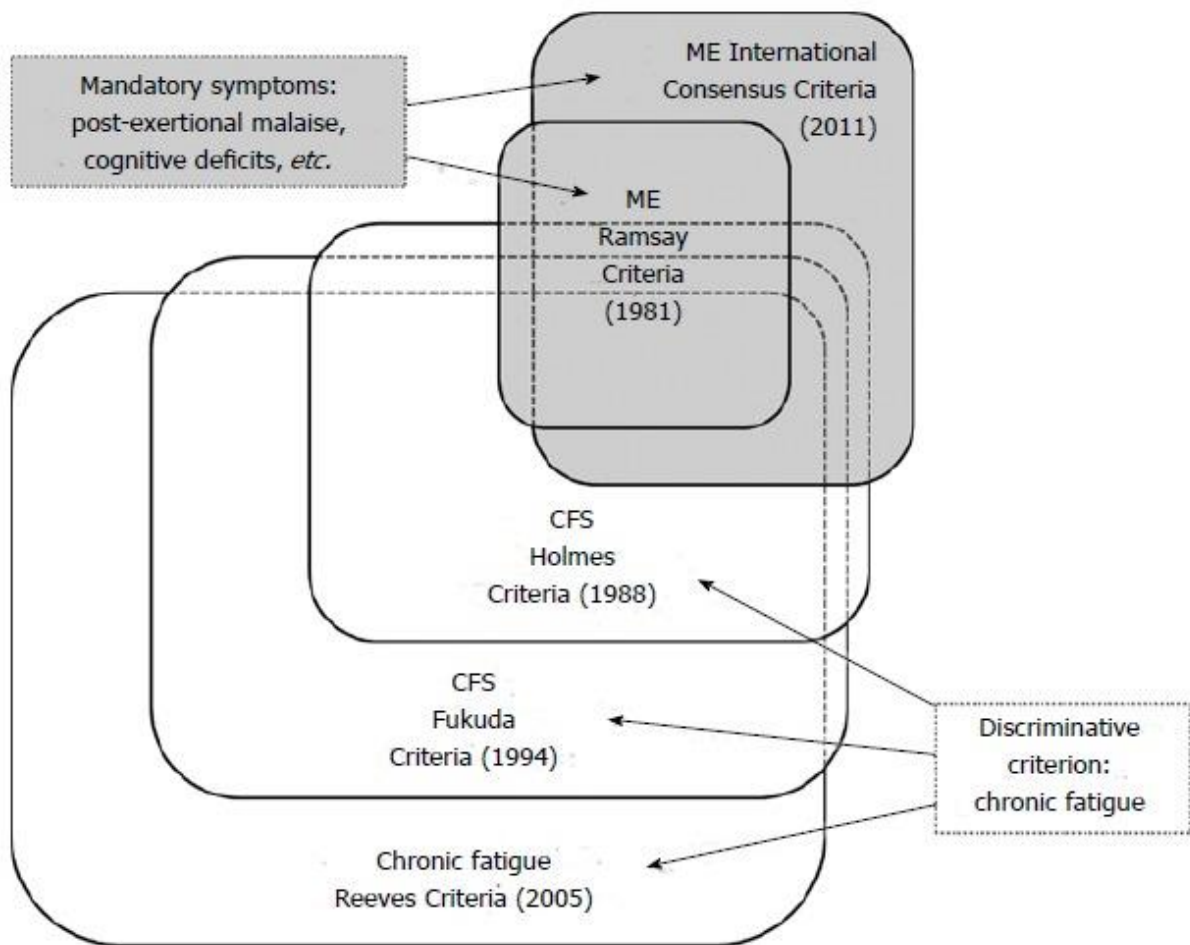 ME International
Consensus Criteria
(2011)
Mandatory symptoms:
post-exertional malaise,
cognitive deficits, etc.
ME
Ramsay
Criteria
(1981)
CFS
Holmes
Criteria (1988)
CFS
Fukuda
Criteria (1994)
Discriminative
criterion:
chronic fatigue
Chronic fatigue
Reeves Criteria (2005)